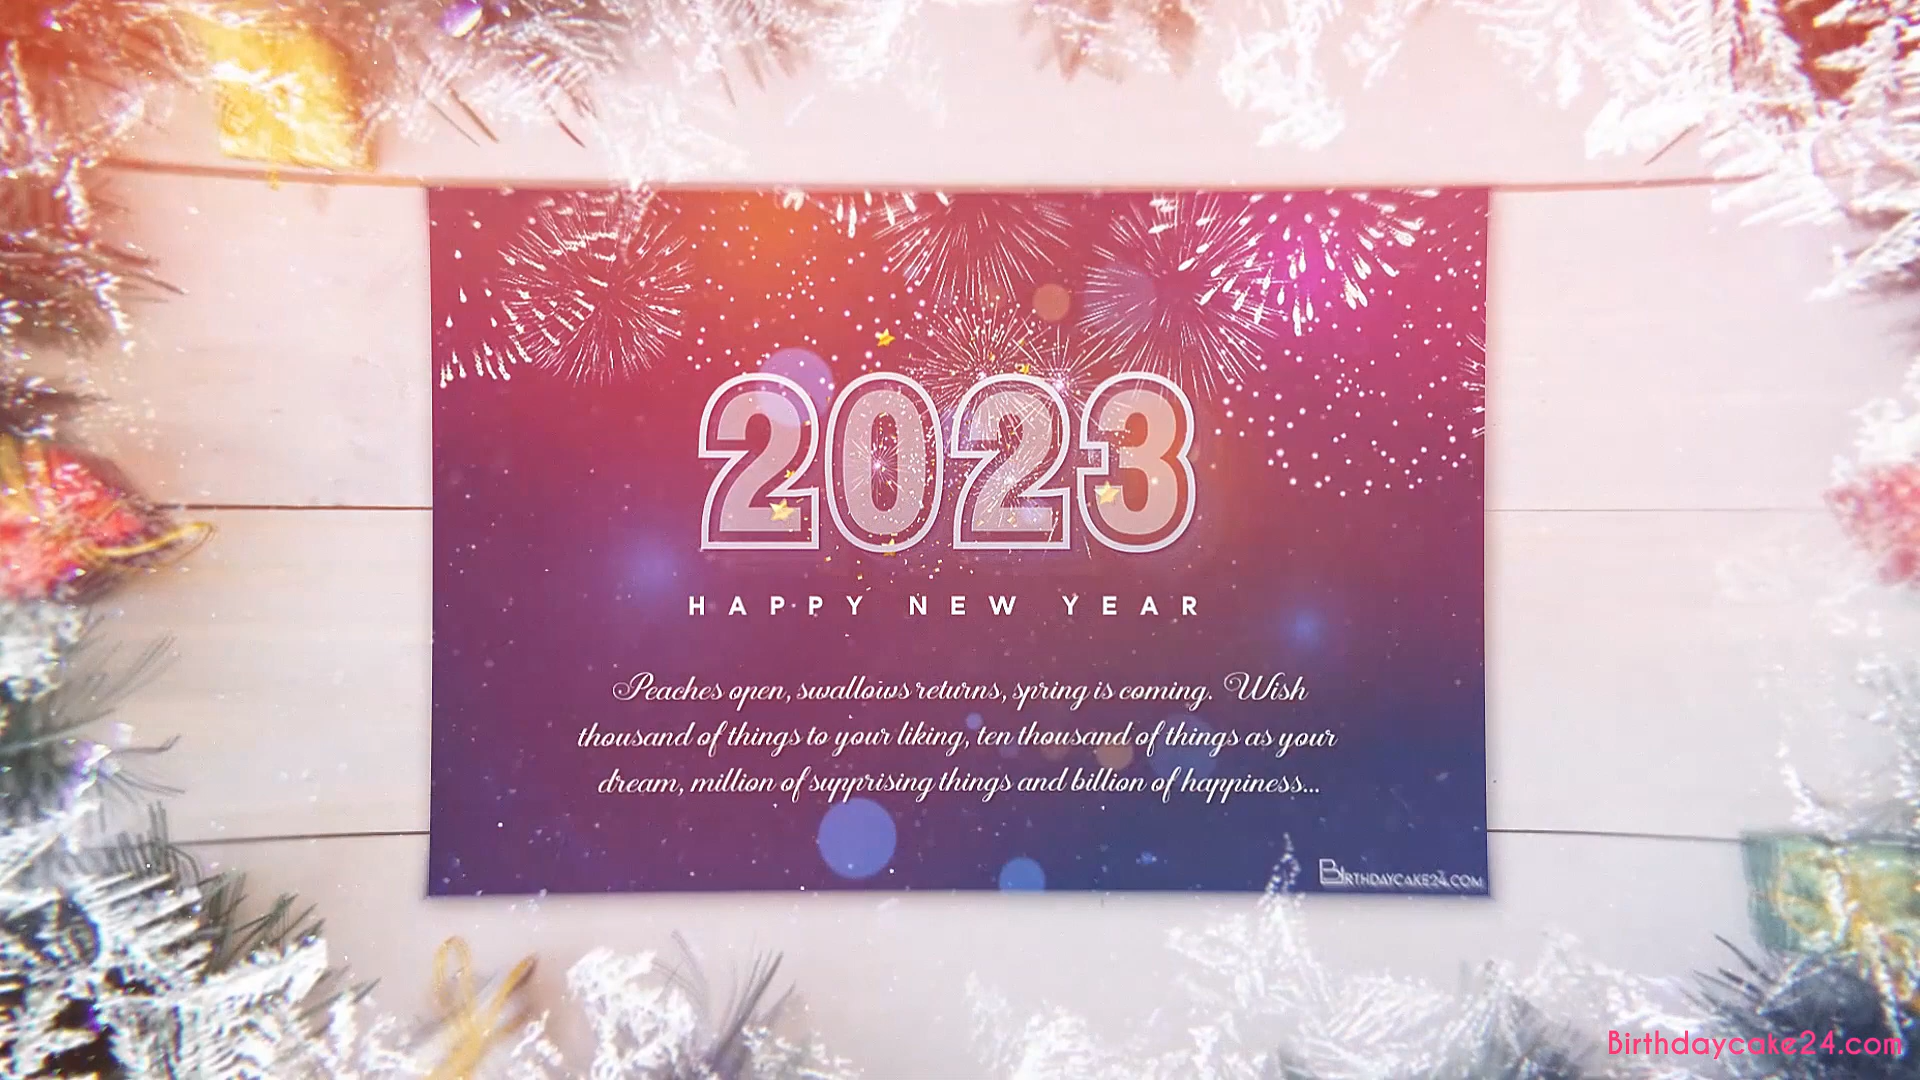 2023
HAPPY NEW YEAR
Peaches open, swallows returns, spring is coming. Wish
thousand of things to your liking, ten thousand of things as your
dream, million of supprising things and billion of happiness...
BIRTHDAYCAKE24.COM
Birthdaycake24.com